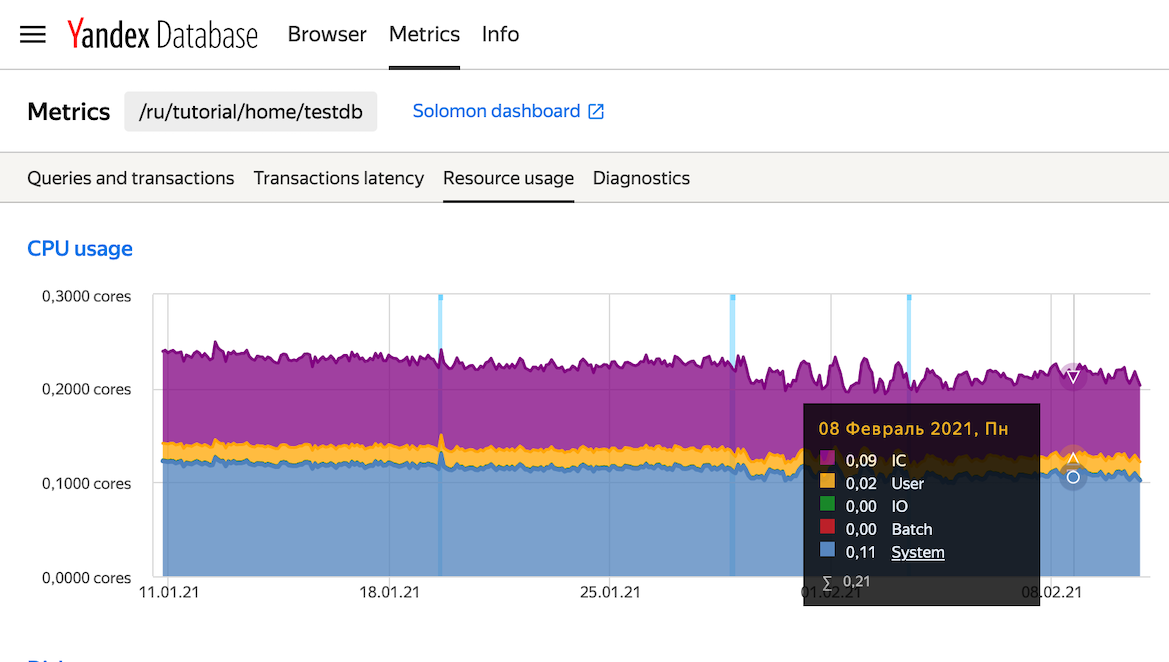 Yandex Database Browser Metrics Info
Metrics /ru/tutorial/home/testdb Solomon dashboard
Queries and transactions Transactions latency Resource usage Diagnostics
CPU usage
0,3000 cores
0,2000 cores
0,1000 cores
0,0000 cores
08 Февраль 2021, Пн
0,09 IC
0,02 User
0,00 IO
0,00 Batch
0,11 System
∑ 0,21
11.01.21 18.01.21 25.01.21 01.02.21 08.02.21